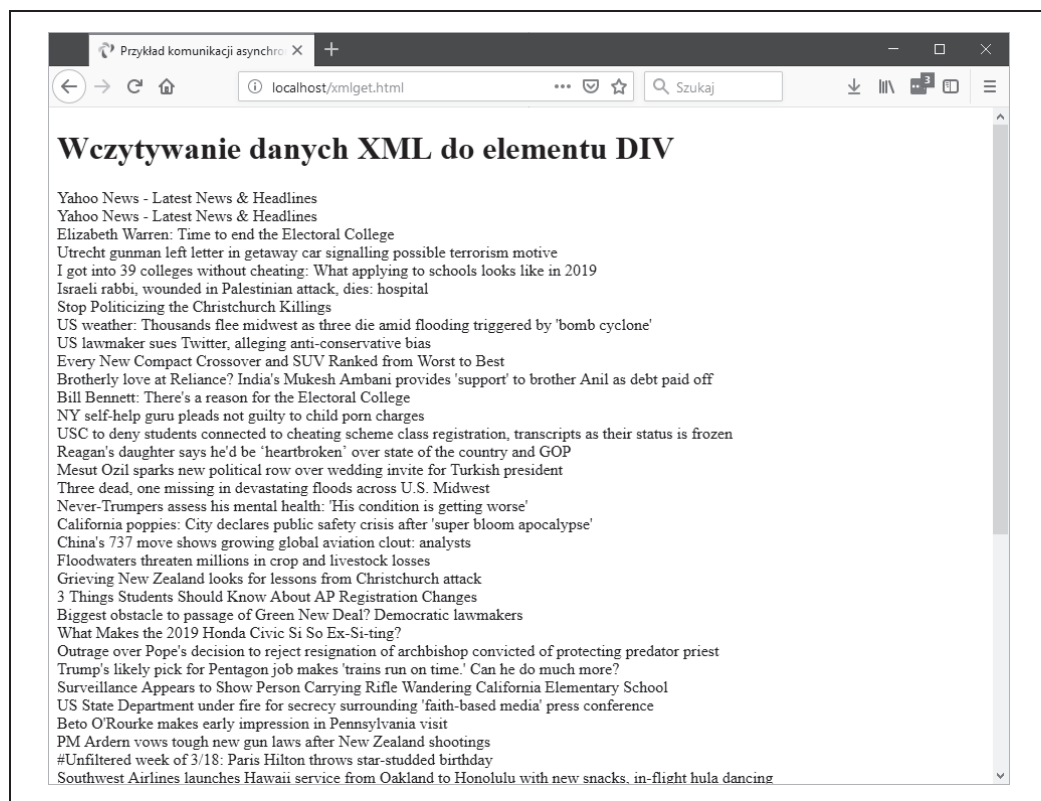 Przykład komunikacji asynchro
localhost/xmlget.html
Szukaj
3
Wczytywanie danych XML do elementu DIV
Yahoo News - Latest News & Headlines
Yahoo News - Latest News & Headlines
Elizabeth Warren: Time to end the Electoral College
Utrecht gunman left letter in getaway car signalling possible terrorism motive
I got into 39 colleges without cheating: What applying to schools looks like in 2019
Israeli rabbi, wounded in Palestinian attack, dies: hospital
Stop Politicizing the Christchurch Killings
US weather: Thousands flee midwest as three die amid flooding triggered by 'bomb cyclone'
US lawmaker sues Twitter, alleging anti-conservative bias
Every New Compact Crossover and SUV Ranked from Worst to Best
Brotherly love at Reliance? India's Mukesh Ambani provides 'support' to brother Anil as debt paid off
Bill Bennett: There's a reason for the Electoral College
NY self-help guru pleads not guilty to child porn charges
USC to deny students connected to cheating scheme class registration, transcripts as their status is frozen
Reagan's daughter says he'd be ‘heartbroken’ over state of the country and GOP
Mesut Ozil sparks new political row over wedding invite for Turkish president
Three dead, one missing in devastating floods across U.S. Midwest
Never-Trumpers assess his mental health: 'His condition is getting worse'
California poppies: City declares public safety crisis after 'super bloom apocalypse'
China's 737 move shows growing global aviation clout: analysts
Floodwaters threaten millions in crop and livestock losses
Grieving New Zealand looks for lessons from Christchurch attack
3 Things Students Should Know About AP Registration Changes
Biggest obstacle to passage of Green New Deal? Democratic lawmakers
What Makes the 2019 Honda Civic Si So Ex-Si-ting?
Outrage over Pope's decision to reject resignation of archbishop convicted of protecting predator priest
Trump's likely pick for Pentagon job makes 'trains run on time.' Can he do much more?
Surveillance Appears to Show Person Carrying Rifle Wandering California Elementary School
US State Department under fire for secrecy surrounding 'faith-based media' press conference
Beto O'Rourke makes early impression in Pennsylvania visit
PM Ardern vows tough new gun laws after New Zealand shootings
#Unfiltered week of 3/18: Paris Hilton throws star-studded birthday
Southwest Airlines launches Hawaii service from Oakland to Honolulu with new snacks, in-flight hula dancing